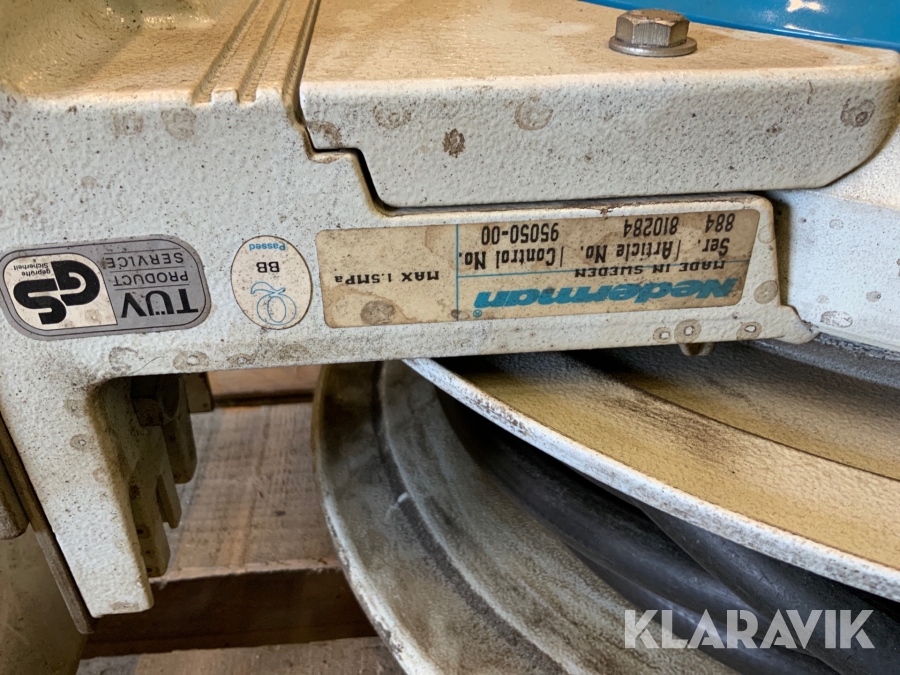 Nederman
MADE IN SWEDEN
Ser. | Article No. | Control No.
884 810284 95050-00
MAX 1.5MPa
BB
Passed
TÜV
PRODUCT
SERVICE
GS
geprüfte
Sicherheit
KLARAVIK